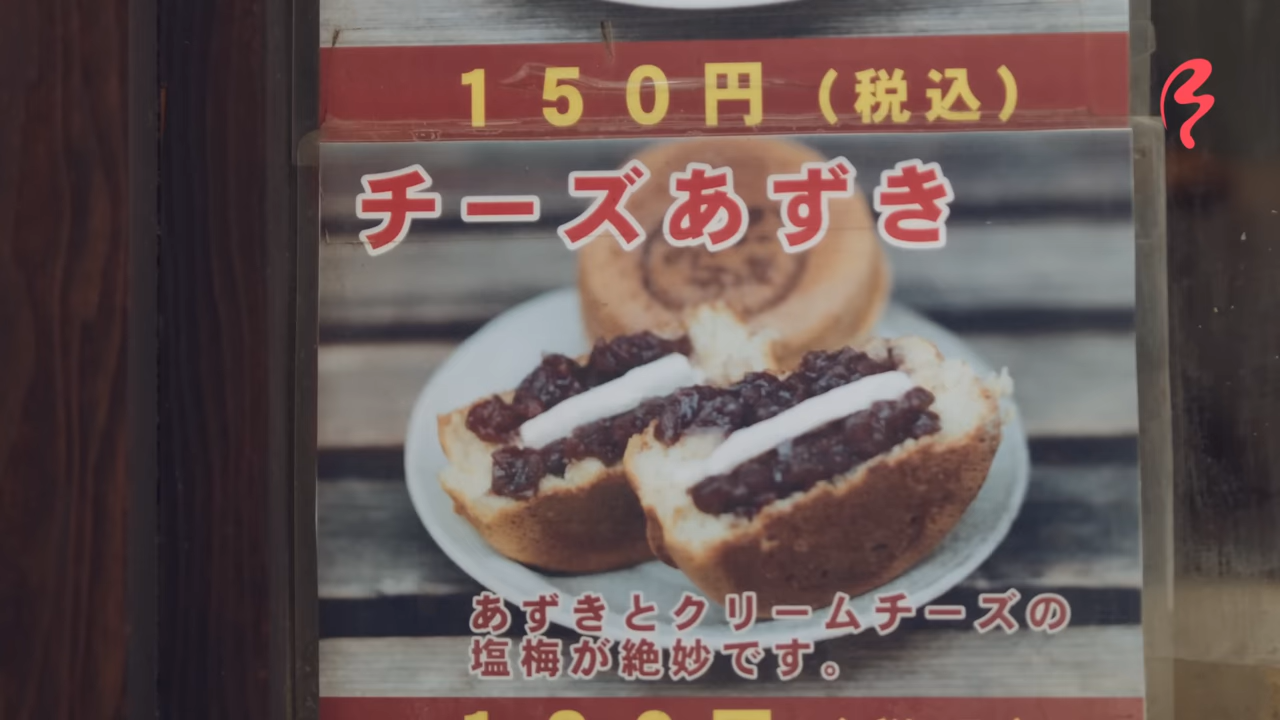 150円（税込）
チーズあずき
あずきとクリームチーズの
塩梅が絶妙です。